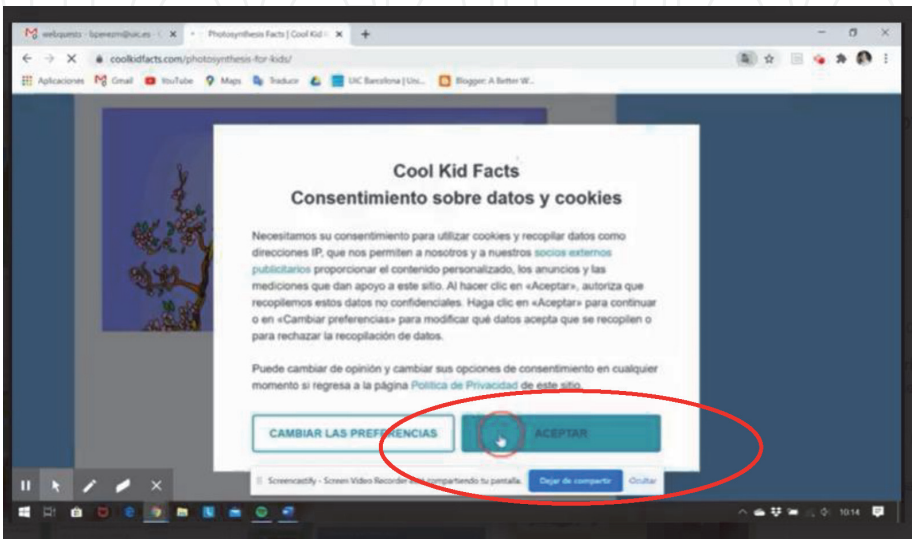 Photosynthesis Facts | Cool Kid
coolkidfacts.com/photosynthesis-for-kids/
Aplicaciones Gmail YouTube Maps Traducir UIC Barcelona | Uni... Blogger: A Better W...
Cool Kid Facts
Consentimiento sobre datos y cookies
Necesitamos su consentimiento para utilizar cookies y recopilar datos como
direcciones IP, que nos permiten a nosotros y a nuestros socios externos
publicitarios proporcionar el contenido personalizado, los anuncios y las
mediciones que dan apoyo a este sitio. Al hacer clic en «Aceptar», autoriza que
recopilemos estos datos no confidenciales. Haga clic en «Aceptar» para continuar
o en «Cambiar preferencias» para modificar qué datos acepta que se recopilen o
para rechazar la recopilación de datos.
Puede cambiar de opinión y cambiar sus opciones de consentimiento en cualquier
momento si regresa a la página Política de Privacidad de este sitio.
CAMBIAR LAS PREFERENCIAS ACEPTAR
Screencastify - Screen Video Recorder está compartiendo tu pantalla. Dejar de compartir Ocultar
10:14